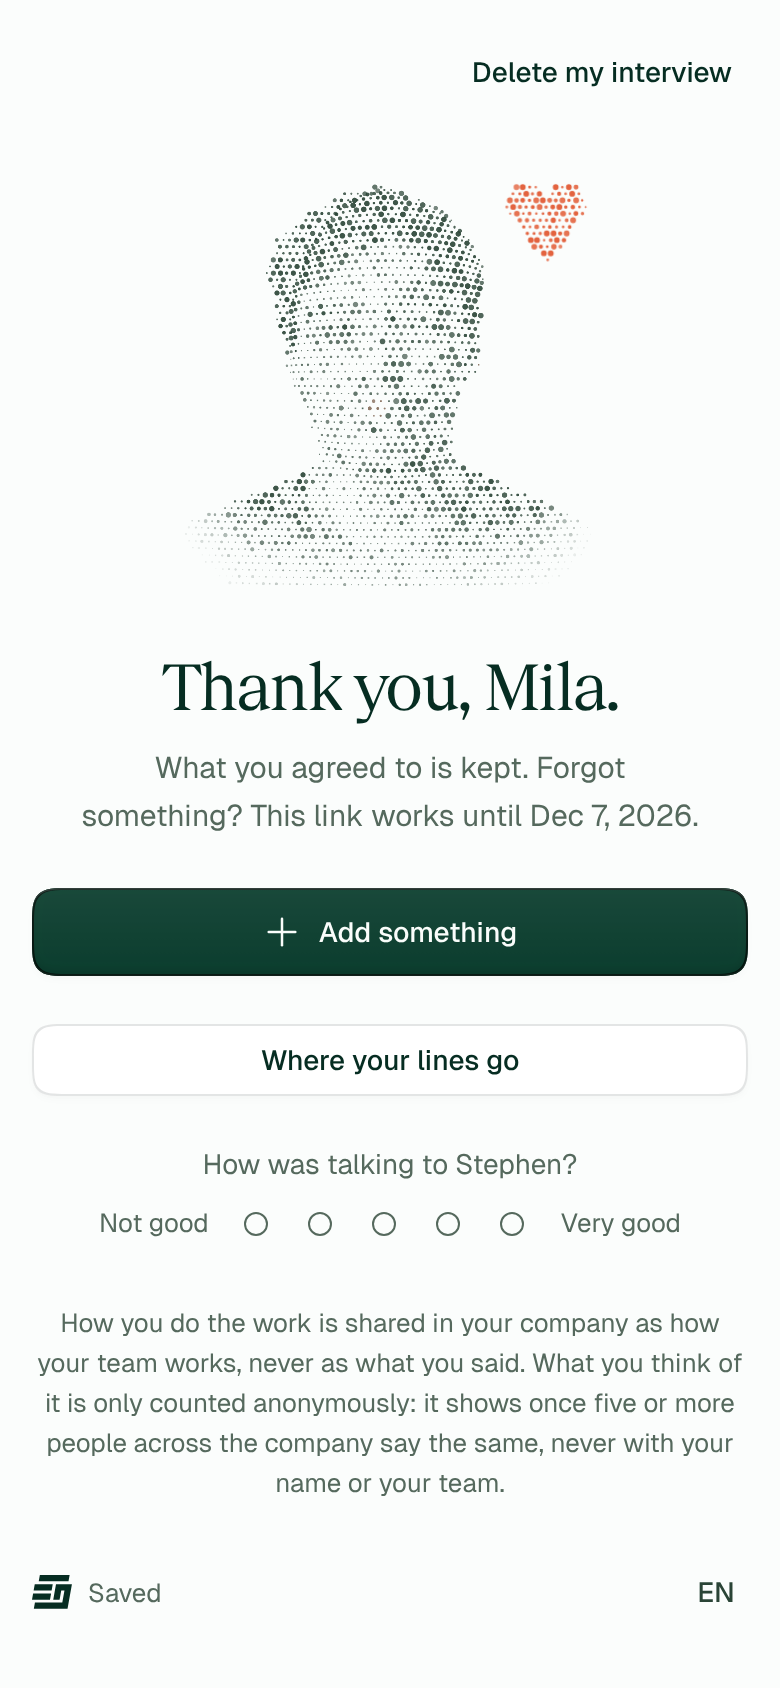 Delete my interview
Thank you, Mila.
What you agreed to is kept. Forgot
something? This link works until Dec 7, 2026.
Add something
Where your lines go
How was talking to Stephen?
Not good
Very good
How you do the work is shared in your company as how
your team works, never as what you said. What you think of
it is only counted anonymously: it shows once five or more
people across the company say the same, never with your
name or your team.
Saved
EN